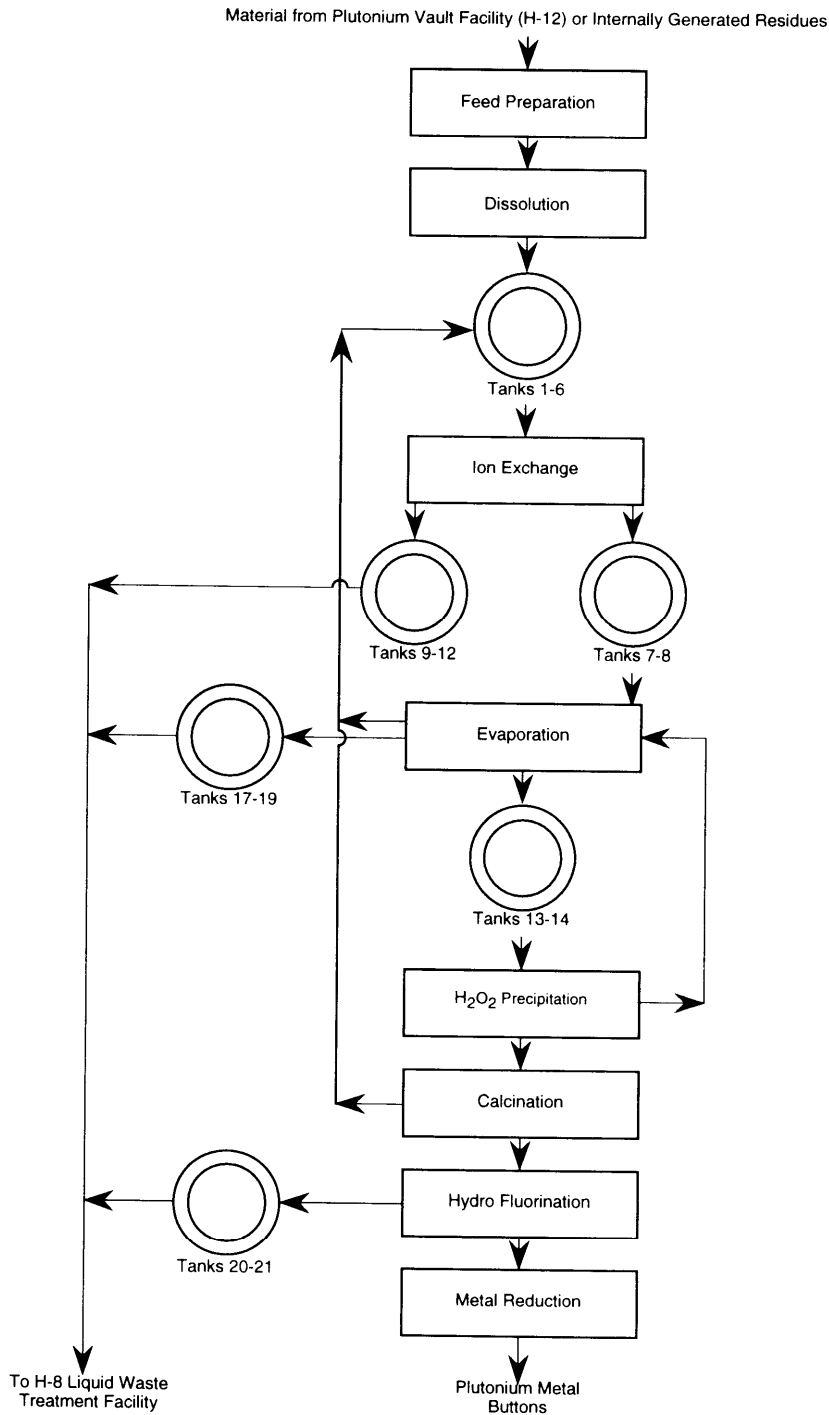 Material from Plutonium Vault Facility (H-12) or Internally Generated Residues
Feed Preparation
Dissolution
Tanks 1-6
Ion Exchange
Tanks 9-12
Tanks 7-8
Evaporation
Tanks 17-19
Tanks 13-14
H₂O₂ Precipitation
Calcination
Hydro Fluorination
Tanks 20-21
Metal Reduction
To H-8 Liquid Waste
Treatment Facility
Plutonium Metal
Buttons